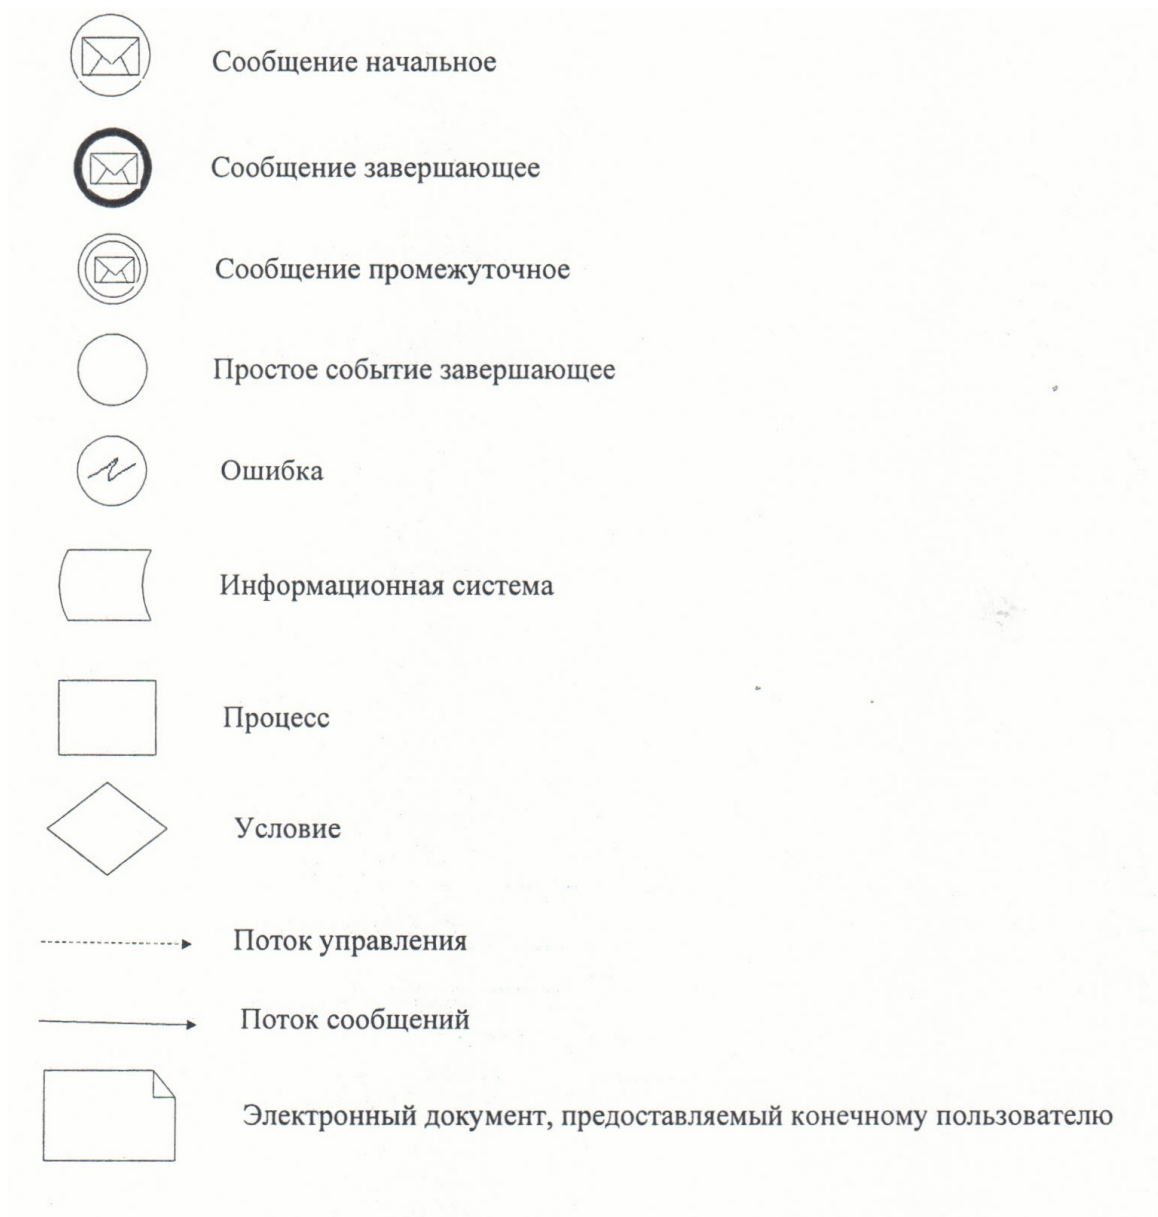 Сообщение начальное
Сообщение завершающее
Сообщение промежуточное
Простое событие завершающее
Ошибка
Информационная система
Процесс
Условие
Поток управления
Поток сообщений
Электронный документ, предоставляемый конечному пользователю